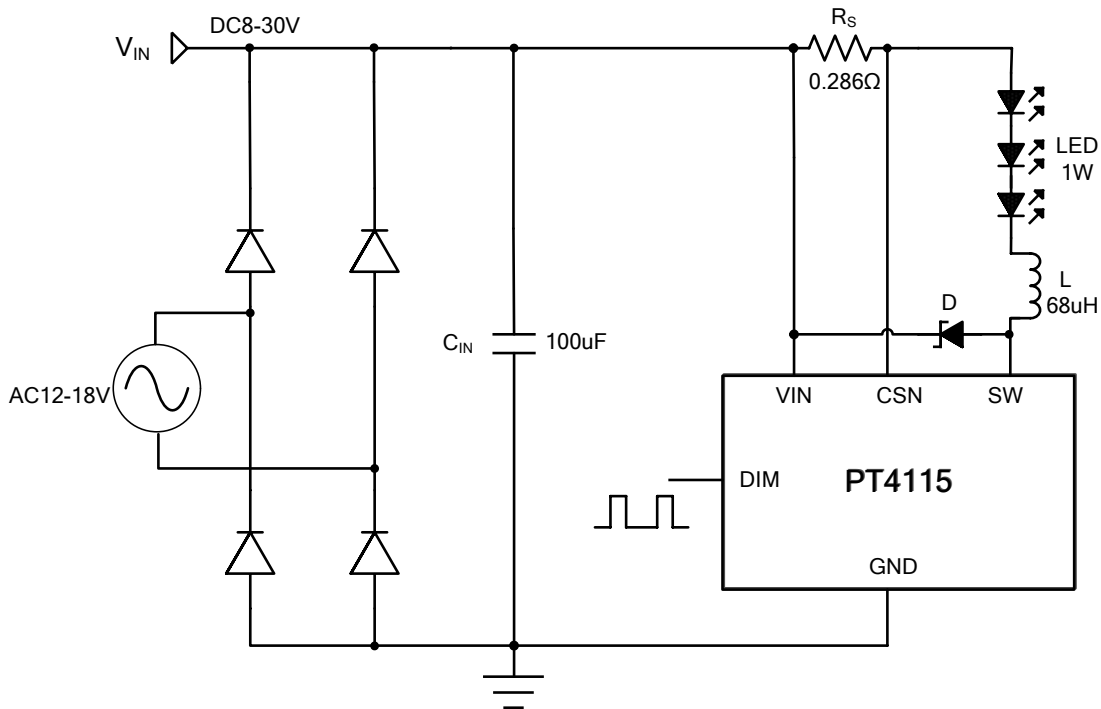 DC8-30V
VIN
RS
0.286Ω
LED
1W
L
68uH
D
CIN
100uF
AC12-18V
VIN
CSN
SW
DIM
PT4115
GND